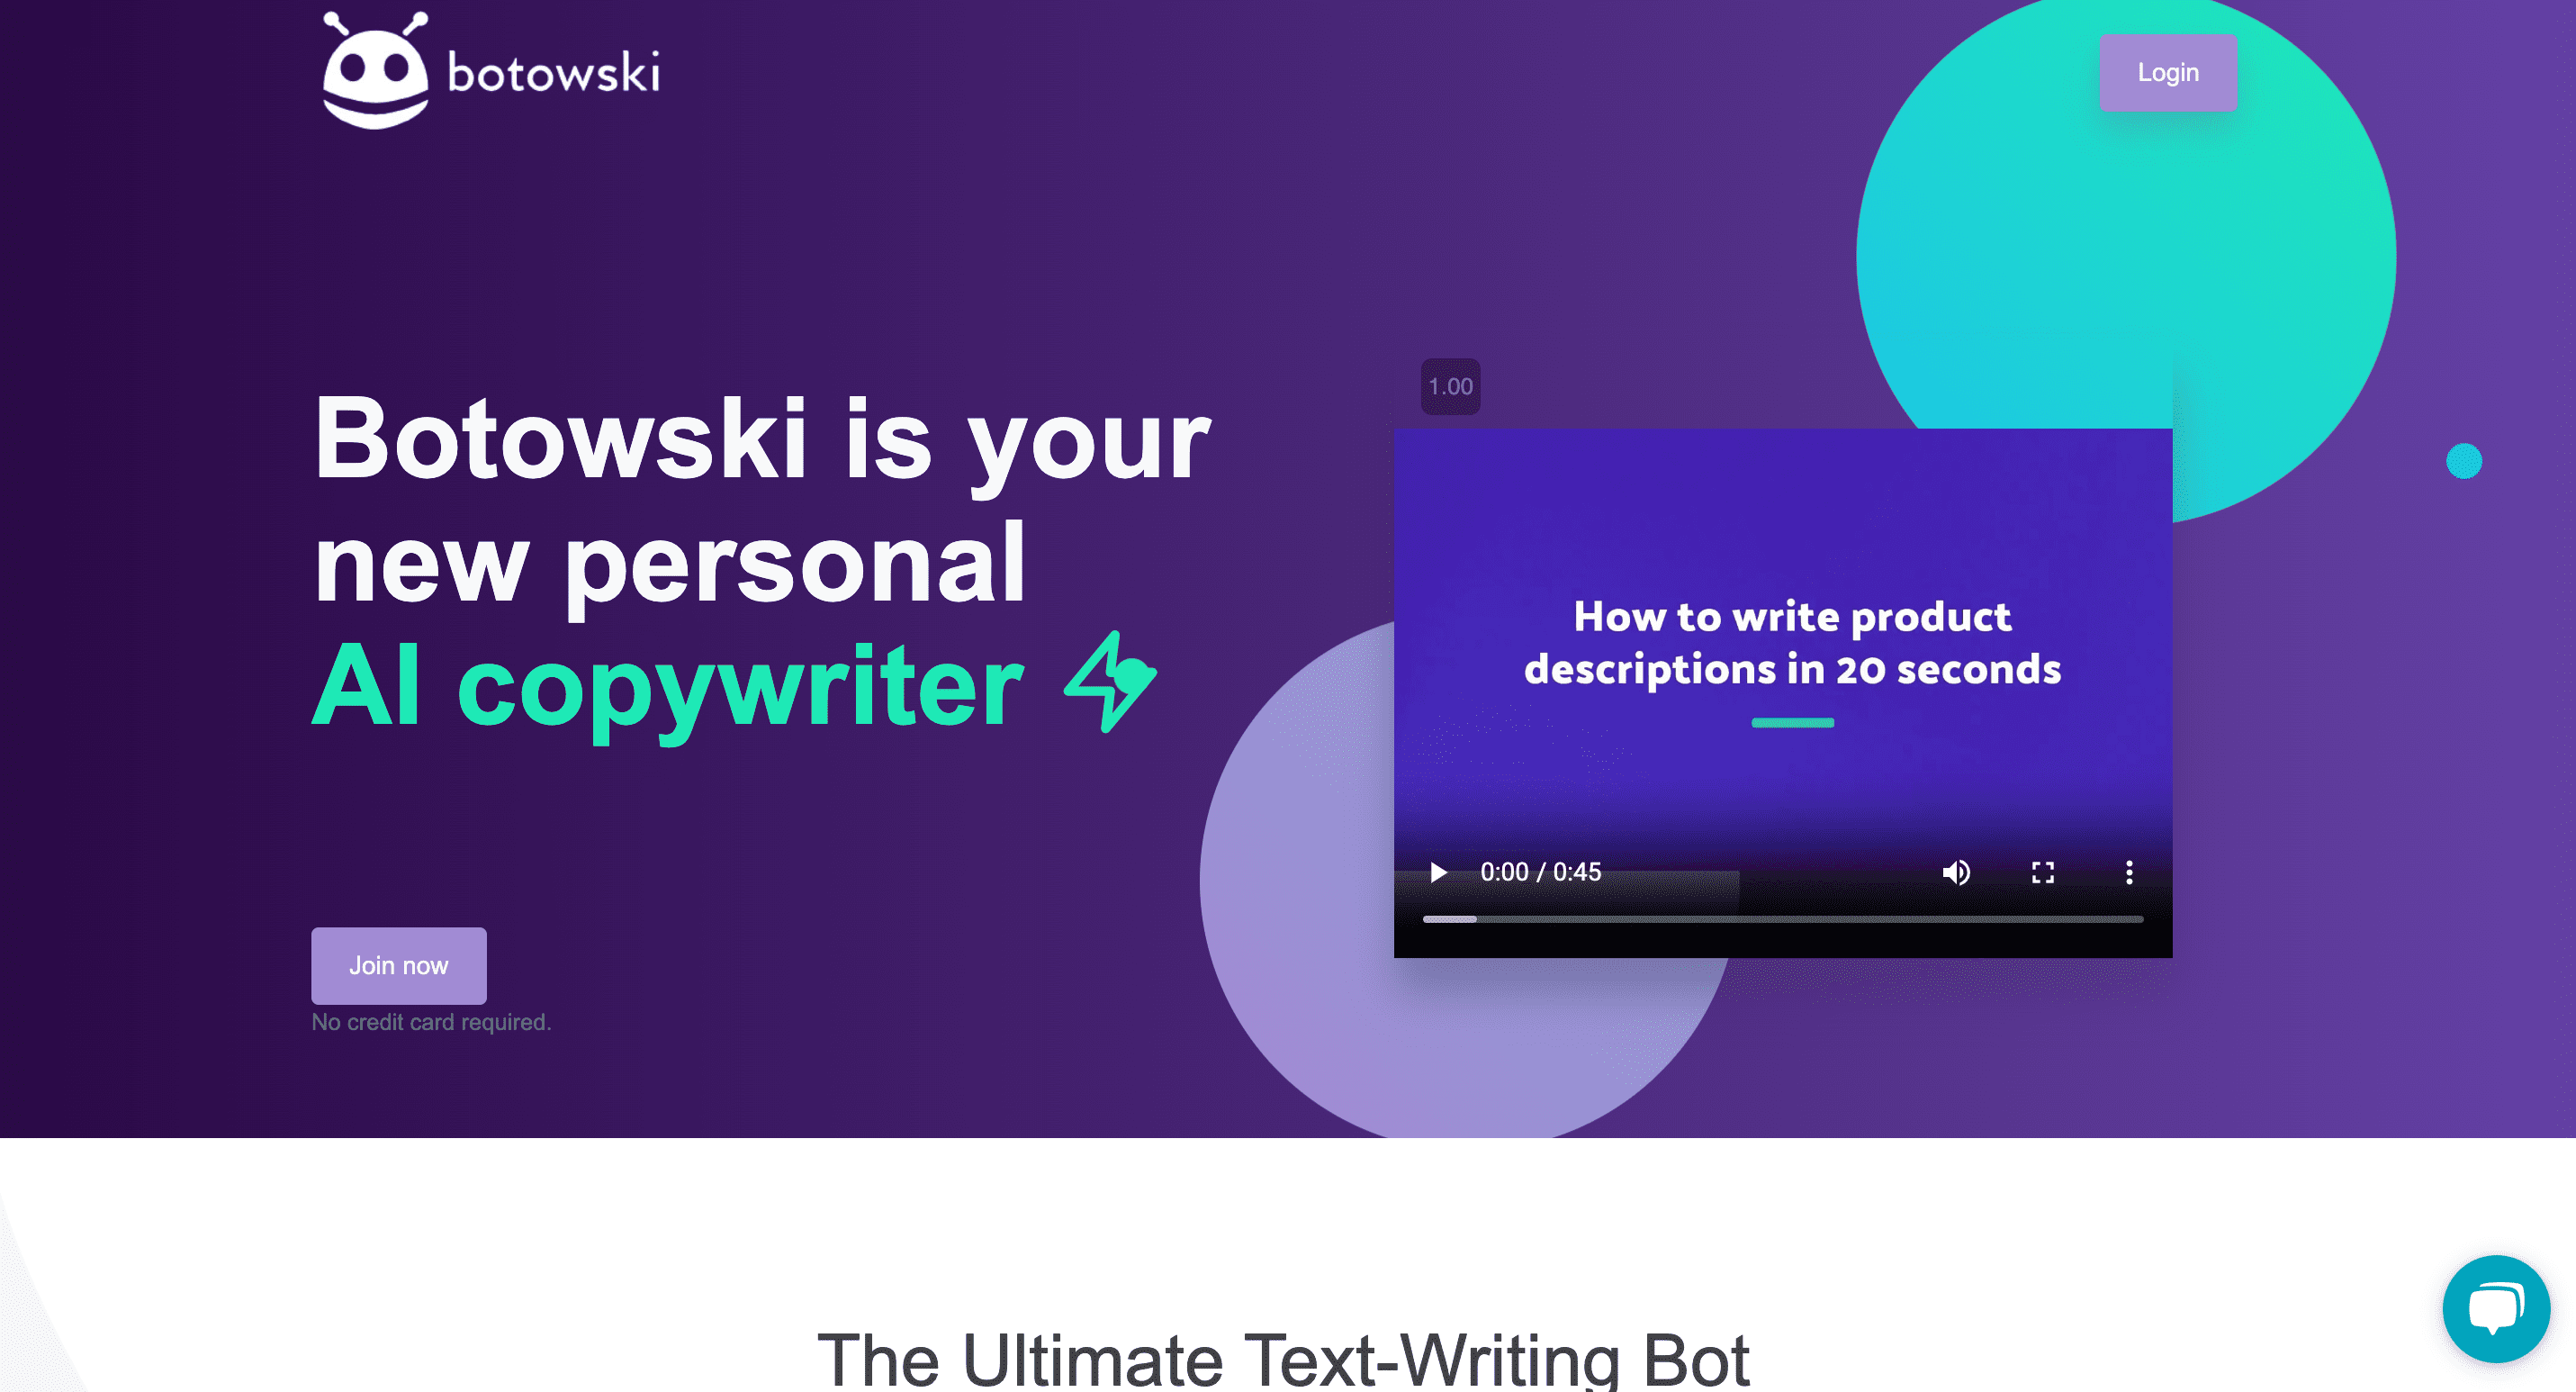 botowski
Login
Botowski is your
new personal
AI copywriter
1.00
How to write product
descriptions in 20 seconds
0:00 / 0:45
Join now
No credit card required.
The Ultimate Text-Writing Bot